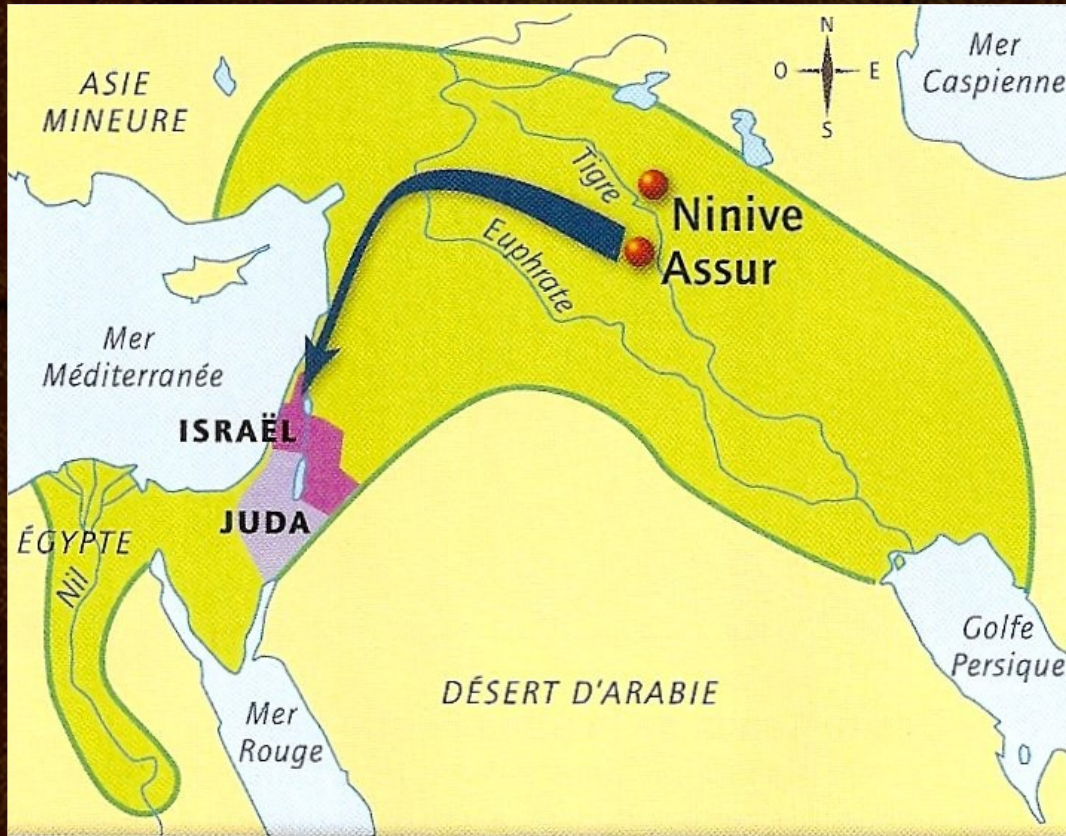 N
O
E
S
Mer
Caspienne
ASIE
MINEURE
Tigre
Ninive
Euphrate
Assur
Mer
Méditerranée
ISRAËL
JUDA
ÉGYPTE
Nil
Golfe
Persique
DÉSERT D'ARABIE
Mer
Rouge